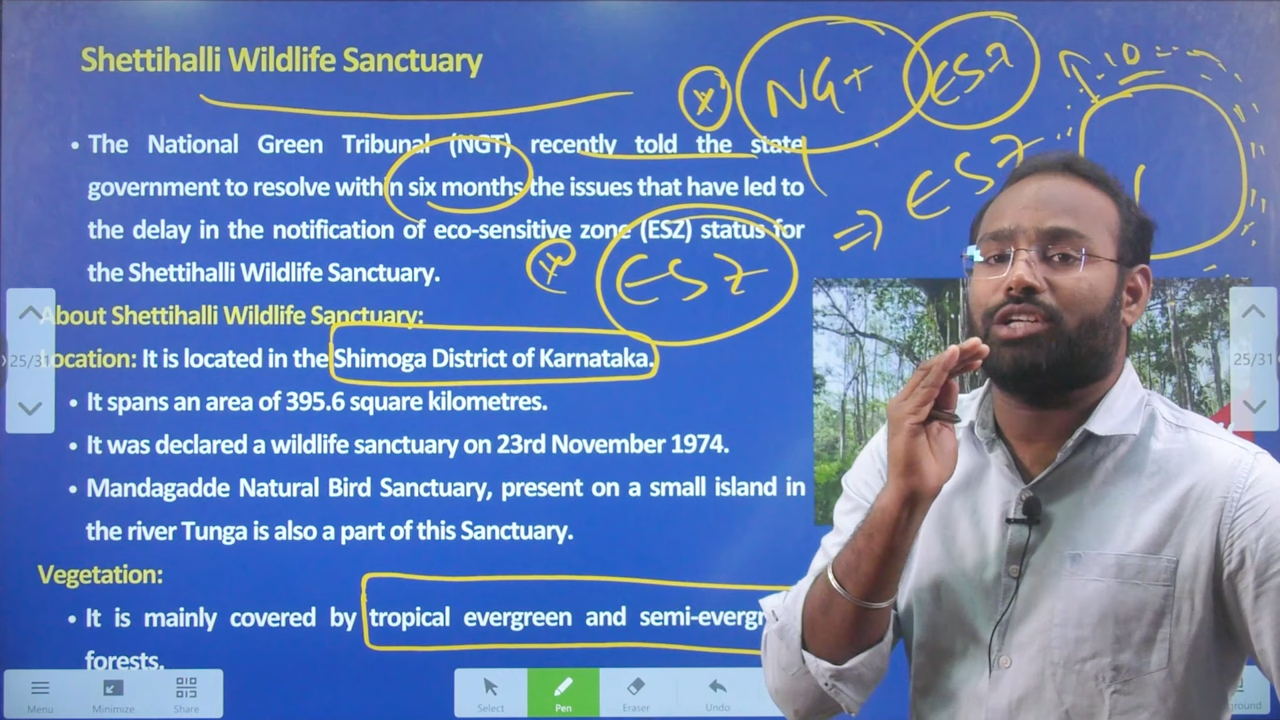 Shettihalli Wildlife Sanctuary
NGT
ESZ
ESZ
• The National Green Tribunal (NGT) recently told the state
government to resolve within six months the issues that have led to
the delay in the notification of eco-sensitive zone (ESZ) status for
the Shettihalli Wildlife Sanctuary.
ESZ
About Shettihalli Wildlife Sanctuary:
Location: It is located in the Shimoga District of Karnataka.
• It spans an area of 395.6 square kilometres.
• It was declared a wildlife sanctuary on 23rd November 1974.
• Mandagadde Natural Bird Sanctuary, present on a small island in
the river Tunga is also a part of this Sanctuary.
Vegetation:
• It is mainly covered by tropical evergreen and
forests.
25/31
25/31
Menu
Minimize
Share
Select
Pen
Eraser
Undo